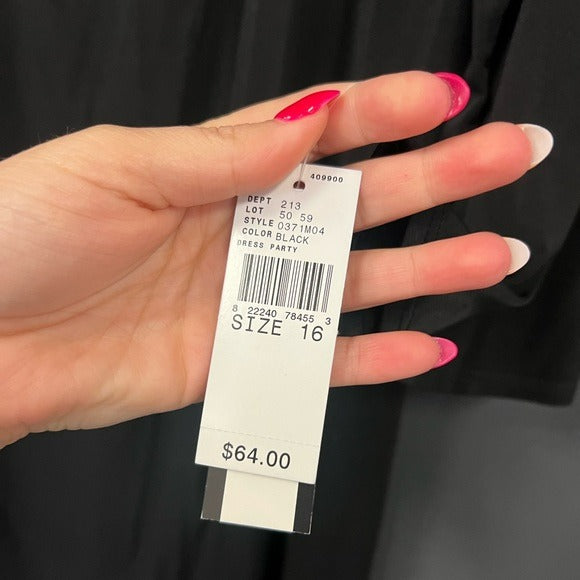 409900
DEPT 213
LOT 50 59
STYLE 0371M04
COLOR BLACK
DRESS PARTY
8 22240 78455 3
SIZE 16
$64.00